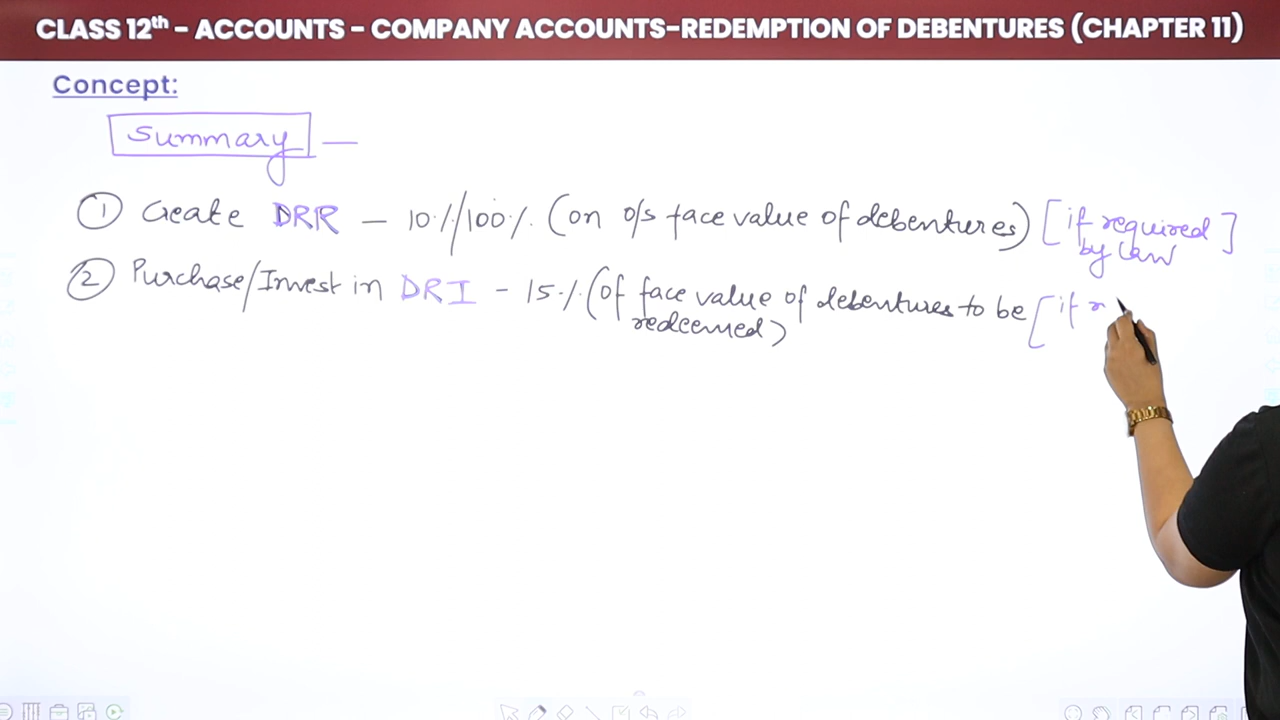 CLASS 12th - ACCOUNTS - COMPANY ACCOUNTS-REDEMPTION OF DEBENTURES (CHAPTER 11)
Concept:
Summary —
① Create DRR — 10%/100% (on o/s face value of debentures) [if required by law]
② Purchase/Invest in DRI - 15% (of face value of debentures to be redeemed) [if r